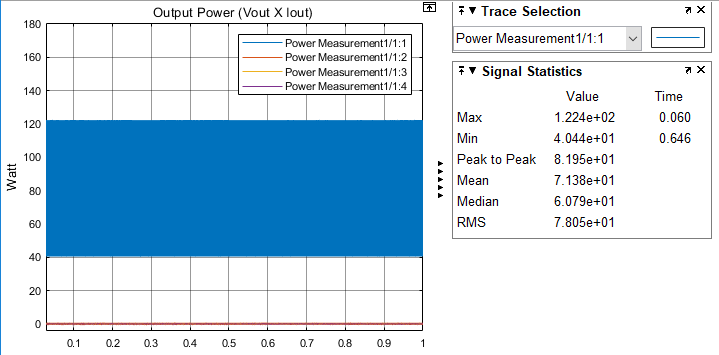 Output Power (Vout X Iout)
180
160
140
120
100
80
60
40
20
0
Watt
0.1 0.2 0.3 0.4 0.5 0.6 0.7 0.8 0.9 1
Power Measurement1/1:1
Power Measurement1/1:2
Power Measurement1/1:3
Power Measurement1/1:4
Trace Selection
Power Measurement1/1:1
Signal Statistics
Value Time
Max 1.224e+02 0.060
Min 4.044e+01 0.646
Peak to Peak 8.195e+01
Mean 7.138e+01
Median 6.079e+01
RMS 7.805e+01